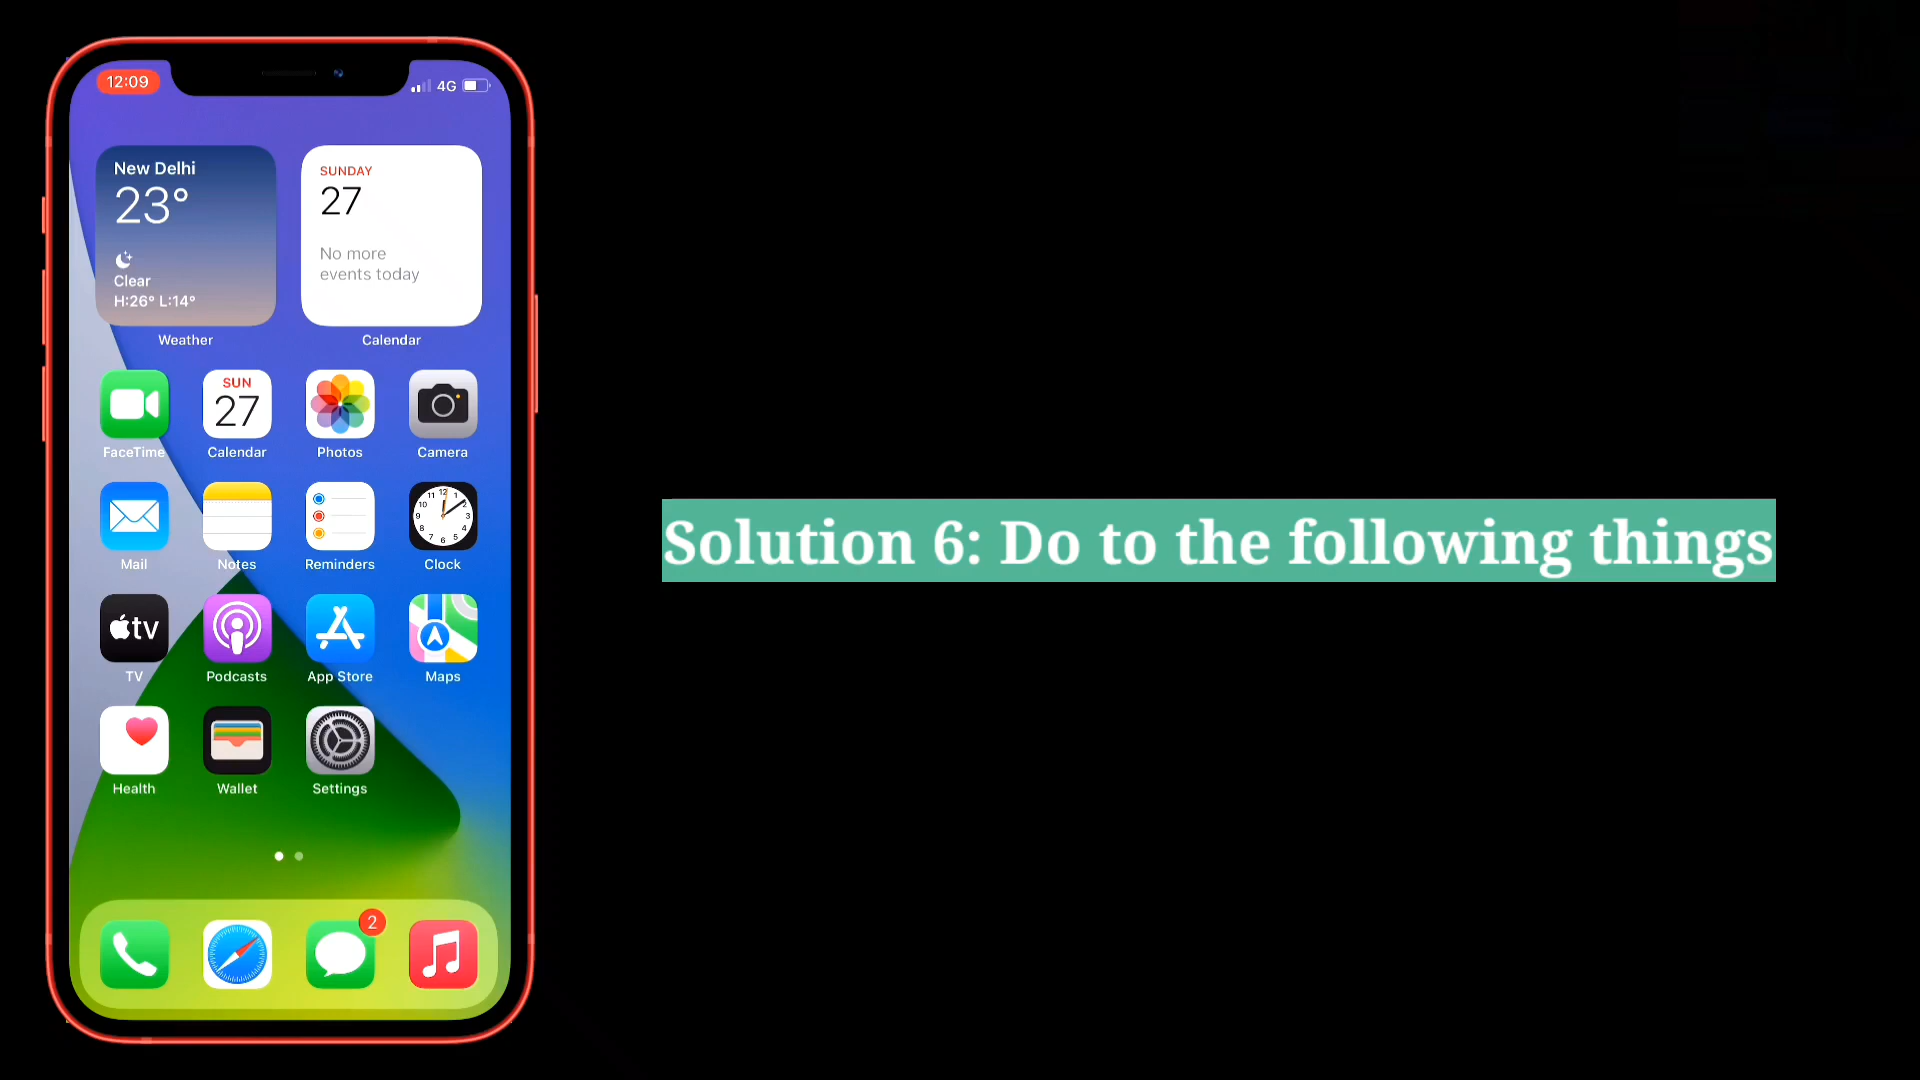 12:09
4G
New Delhi
23°
Clear
H:26° L:14°
Weather
SUNDAY
27
No more
events today
Calendar
SUN
27
FaceTime
Calendar
Photos
Camera
Mail
Notes
Reminders
Clock
tv
TV
Podcasts
App Store
Maps
Health
Wallet
Settings
2
Solution 6: Do to the following things